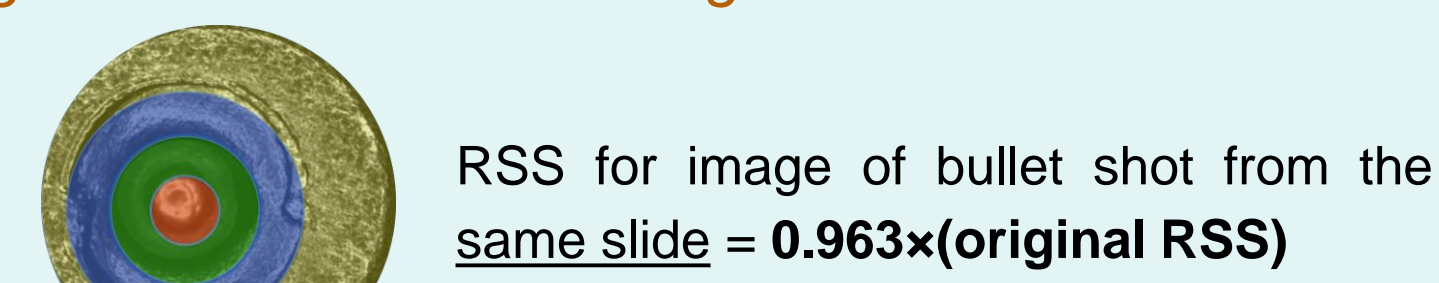 RSS for image of bullet shot from the
same slide = 0.963×(original RSS)